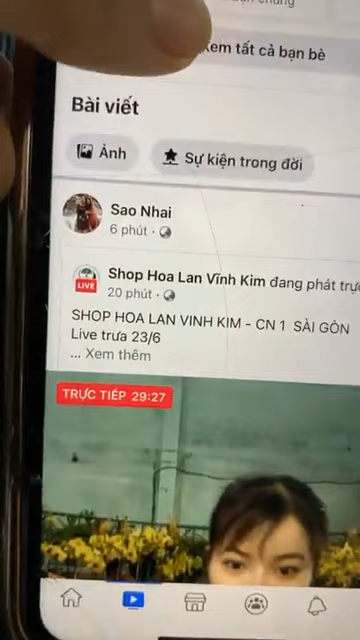 Xem tất cả bạn bè
Bài viết
Ảnh
Sự kiện trong đời
Sao Nhai
6 phút ·
LIVE
Shop Hoa Lan Vĩnh Kim đang phát trực
20 phút ·
SHOP HOA LAN VINH KIM - CN 1 SÀI GÒN
Live trưa 23/6
... Xem thêm
TRỰC TIẾP 29:27